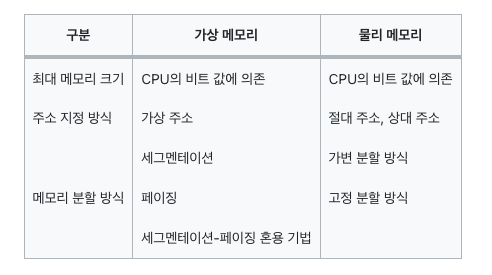 구분 가상 메모리 물리 메모리
최대 메모리 크기 CPU의 비트 값에 의존 CPU의 비트 값에 의존
주소 지정 방식 가상 주소 절대 주소, 상대 주소
세그멘테이션 가변 분할 방식
메모리 분할 방식 페이징 고정 분할 방식
세그멘테이션-페이징 혼용 기법